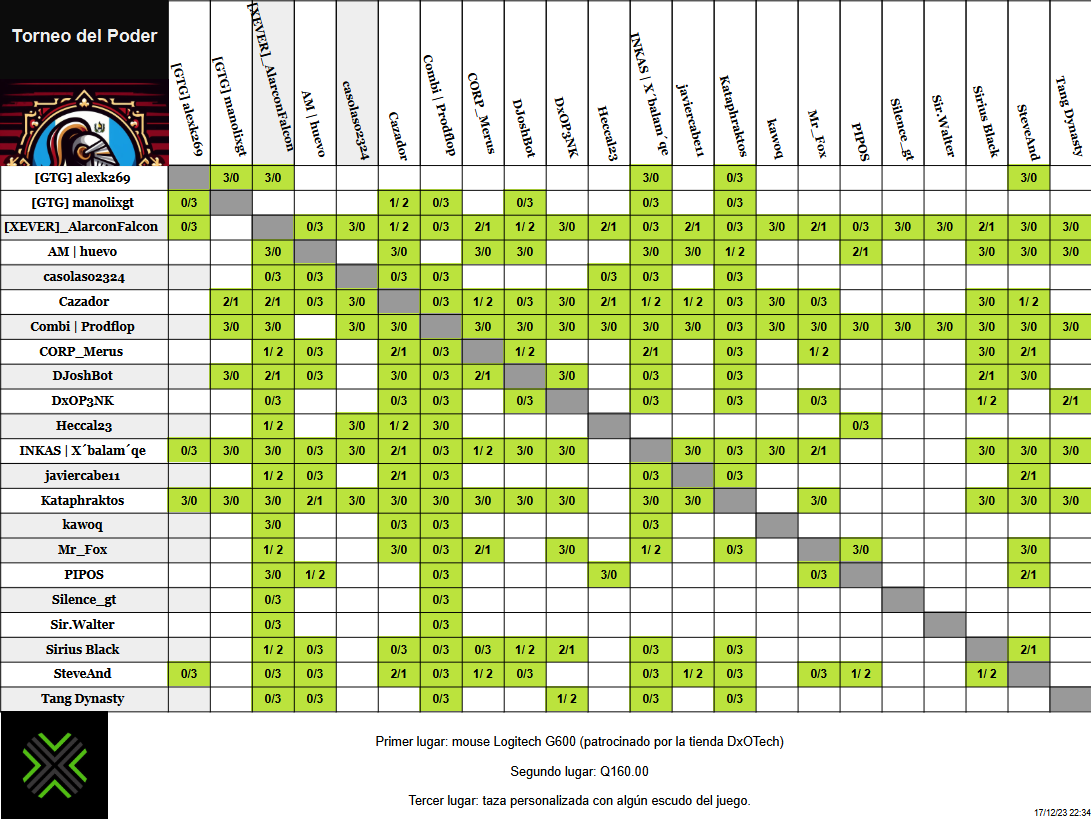 Torneo del Poder
[GTG] alexk269
[GTG] manolixgt
[XEVER]_AlarconFalcon
AM | huevo
casolaso2324
Cazador
Combi | Prodflop
CORP_Merus
DJoshBot
DxOP3NK
Heccal23
INKAS | X´balam´qe
javiercabe11
Kataphraktos
kawoq
Mr_Fox
PIPOS
Silence_gt
Sir.Walter
Sirius Black
SteveAnd
Tang Dynasty
[GTG] alexk269 3/0 3/0 3/0 0/3 3/0
[GTG] manolixgt 0/3 1/ 2 0/3 0/3 0/3 0/3
[XEVER]_AlarconFalcon 0/3 0/3 3/0 1/ 2 0/3 2/1 1/ 2 3/0 2/1 0/3 2/1 0/3 3/0 2/1 0/3 3/0 3/0 2/1 3/0 3/0
AM | huevo 3/0 3/0 3/0 3/0 3/0 3/0 1/ 2 2/1 3/0 3/0 3/0
casolaso2324 0/3 0/3 0/3 0/3 0/3 0/3 0/3
Cazador 2/1 2/1 0/3 3/0 0/3 1/ 2 0/3 3/0 2/1 1/ 2 1/ 2 0/3 3/0 0/3 3/0 1/ 2
Combi | Prodflop 3/0 3/0 3/0 3/0 3/0 3/0 3/0 3/0 3/0 3/0 0/3 3/0 3/0 3/0 3/0 3/0 3/0 3/0 3/0
CORP_Merus 1/ 2 0/3 2/1 0/3 1/ 2 2/1 0/3 1/ 2 3/0 2/1
DJoshBot 3/0 2/1 0/3 3/0 0/3 2/1 3/0 0/3 0/3 2/1 3/0
DxOP3NK 0/3 0/3 0/3 0/3 0/3 0/3 0/3 1/ 2 2/1
Heccal23 1/ 2 3/0 1/ 2 3/0 0/3
INKAS | X´balam´qe 0/3 3/0 3/0 0/3 3/0 2/1 0/3 1/ 2 3/0 3/0 3/0 0/3 3/0 2/1 3/0 3/0 3/0
javiercabe11 1/ 2 0/3 2/1 0/3 0/3 0/3 2/1
Kataphraktos 3/0 3/0 3/0 2/1 3/0 3/0 3/0 3/0 3/0 3/0 3/0 3/0 3/0 3/0 3/0 3/0
kawoq 3/0 0/3 0/3 0/3
Mr_Fox 1/ 2 3/0 0/3 2/1 3/0 1/ 2 0/3 3/0 3/0
PIPOS 3/0 1/ 2 0/3 3/0 0/3 2/1
Silence_gt 0/3 0/3
Sir.Walter 0/3 0/3
Sirius Black 1/ 2 0/3 0/3 0/3 0/3 1/ 2 2/1 0/3 0/3 2/1
SteveAnd 0/3 0/3 0/3 2/1 0/3 1/ 2 0/3 0/3 1/ 2 0/3 0/3 1/ 2 1/ 2
Tang Dynasty 0/3 0/3 0/3 1/ 2 0/3 0/3
Primer lugar: mouse Logitech G600 (patrocinado por la tienda DxOTech)
Segundo lugar: Q160.00
Tercer lugar: taza personalizada con algún escudo del juego.
17/12/23 22:34